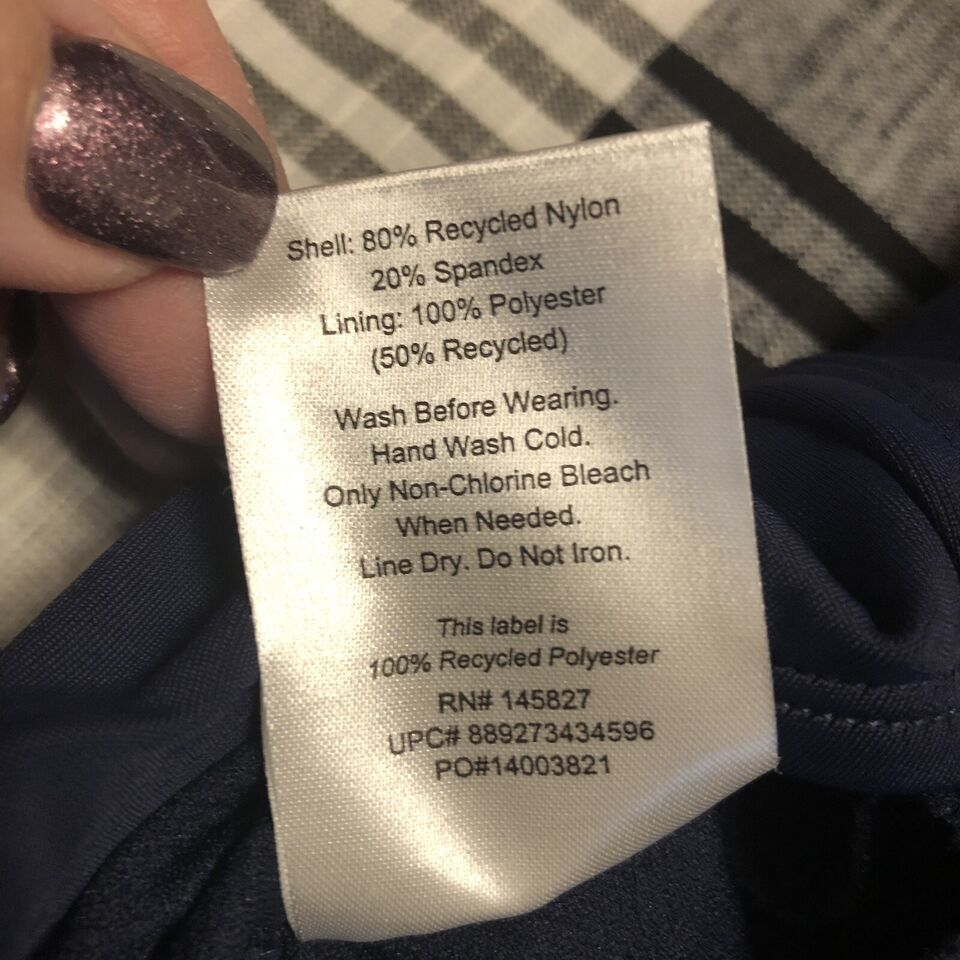 Shell: 80% Recycled Nylon
20% Spandex
Lining: 100% Polyester
(50% Recycled)
Wash Before Wearing.
Hand Wash Cold.
Only Non-Chlorine Bleach
When Needed.
Line Dry. Do Not Iron.
This label is
100% Recycled Polyester
RN# 145827
UPC# 889273434596
PO#14003821